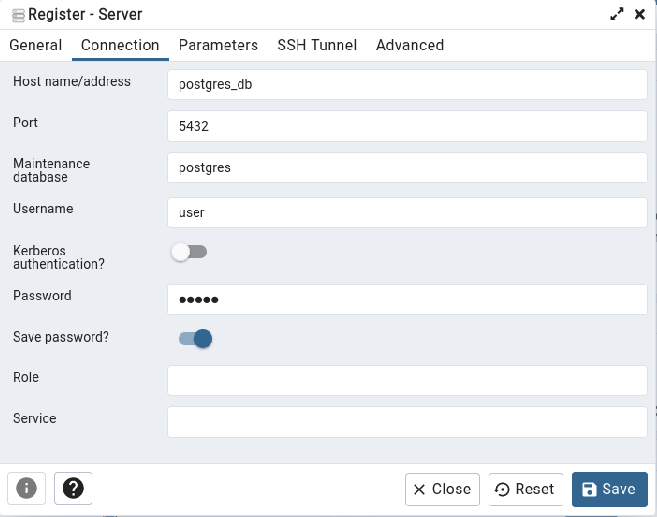 Register - Server
General Connection Parameters SSH Tunnel Advanced
Host name/address postgres_db
Port 5432
Maintenance
database postgres
Username user
Kerberos
authentication?
Password •••••
Save password?
Role
Service
Close Reset Save